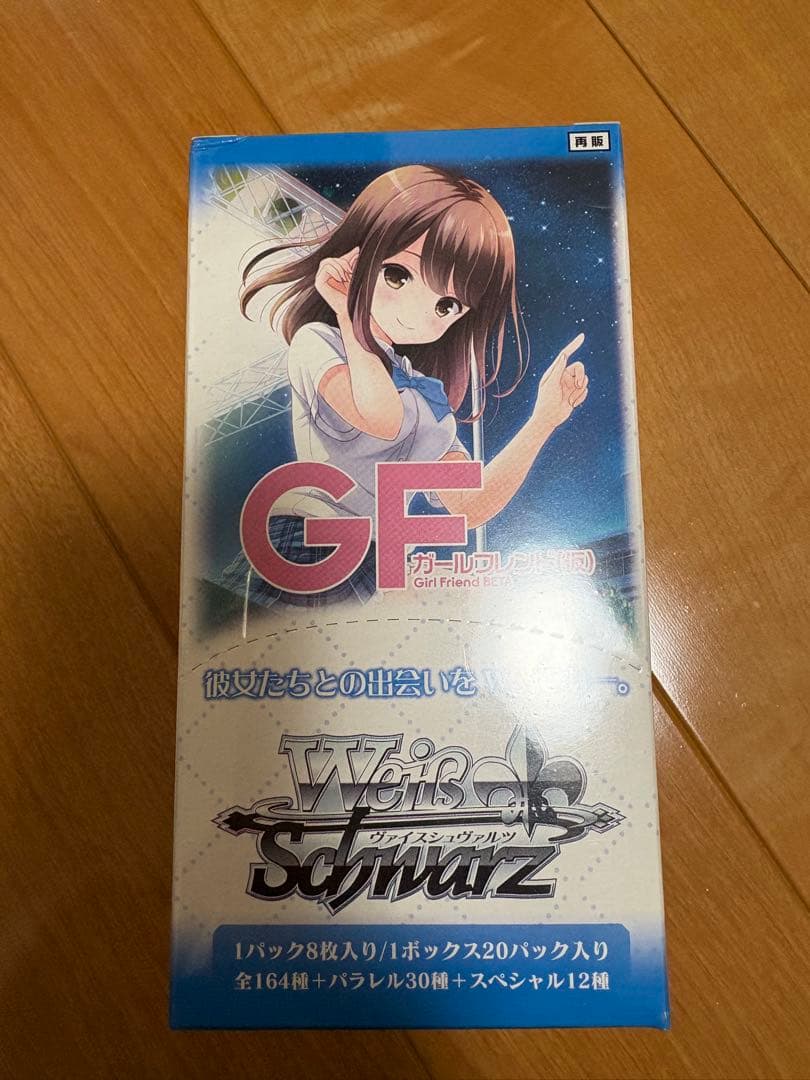 再販
GF
ガールフレンド(仮)
Girl Friend BETA
彼女たちとの出会いを
Weiß
ヴァイスシュヴァルツ
Schwarz
1パック8枚入り/1ボックス20パック入り
全164種+パラレル30種+スペシャル12種